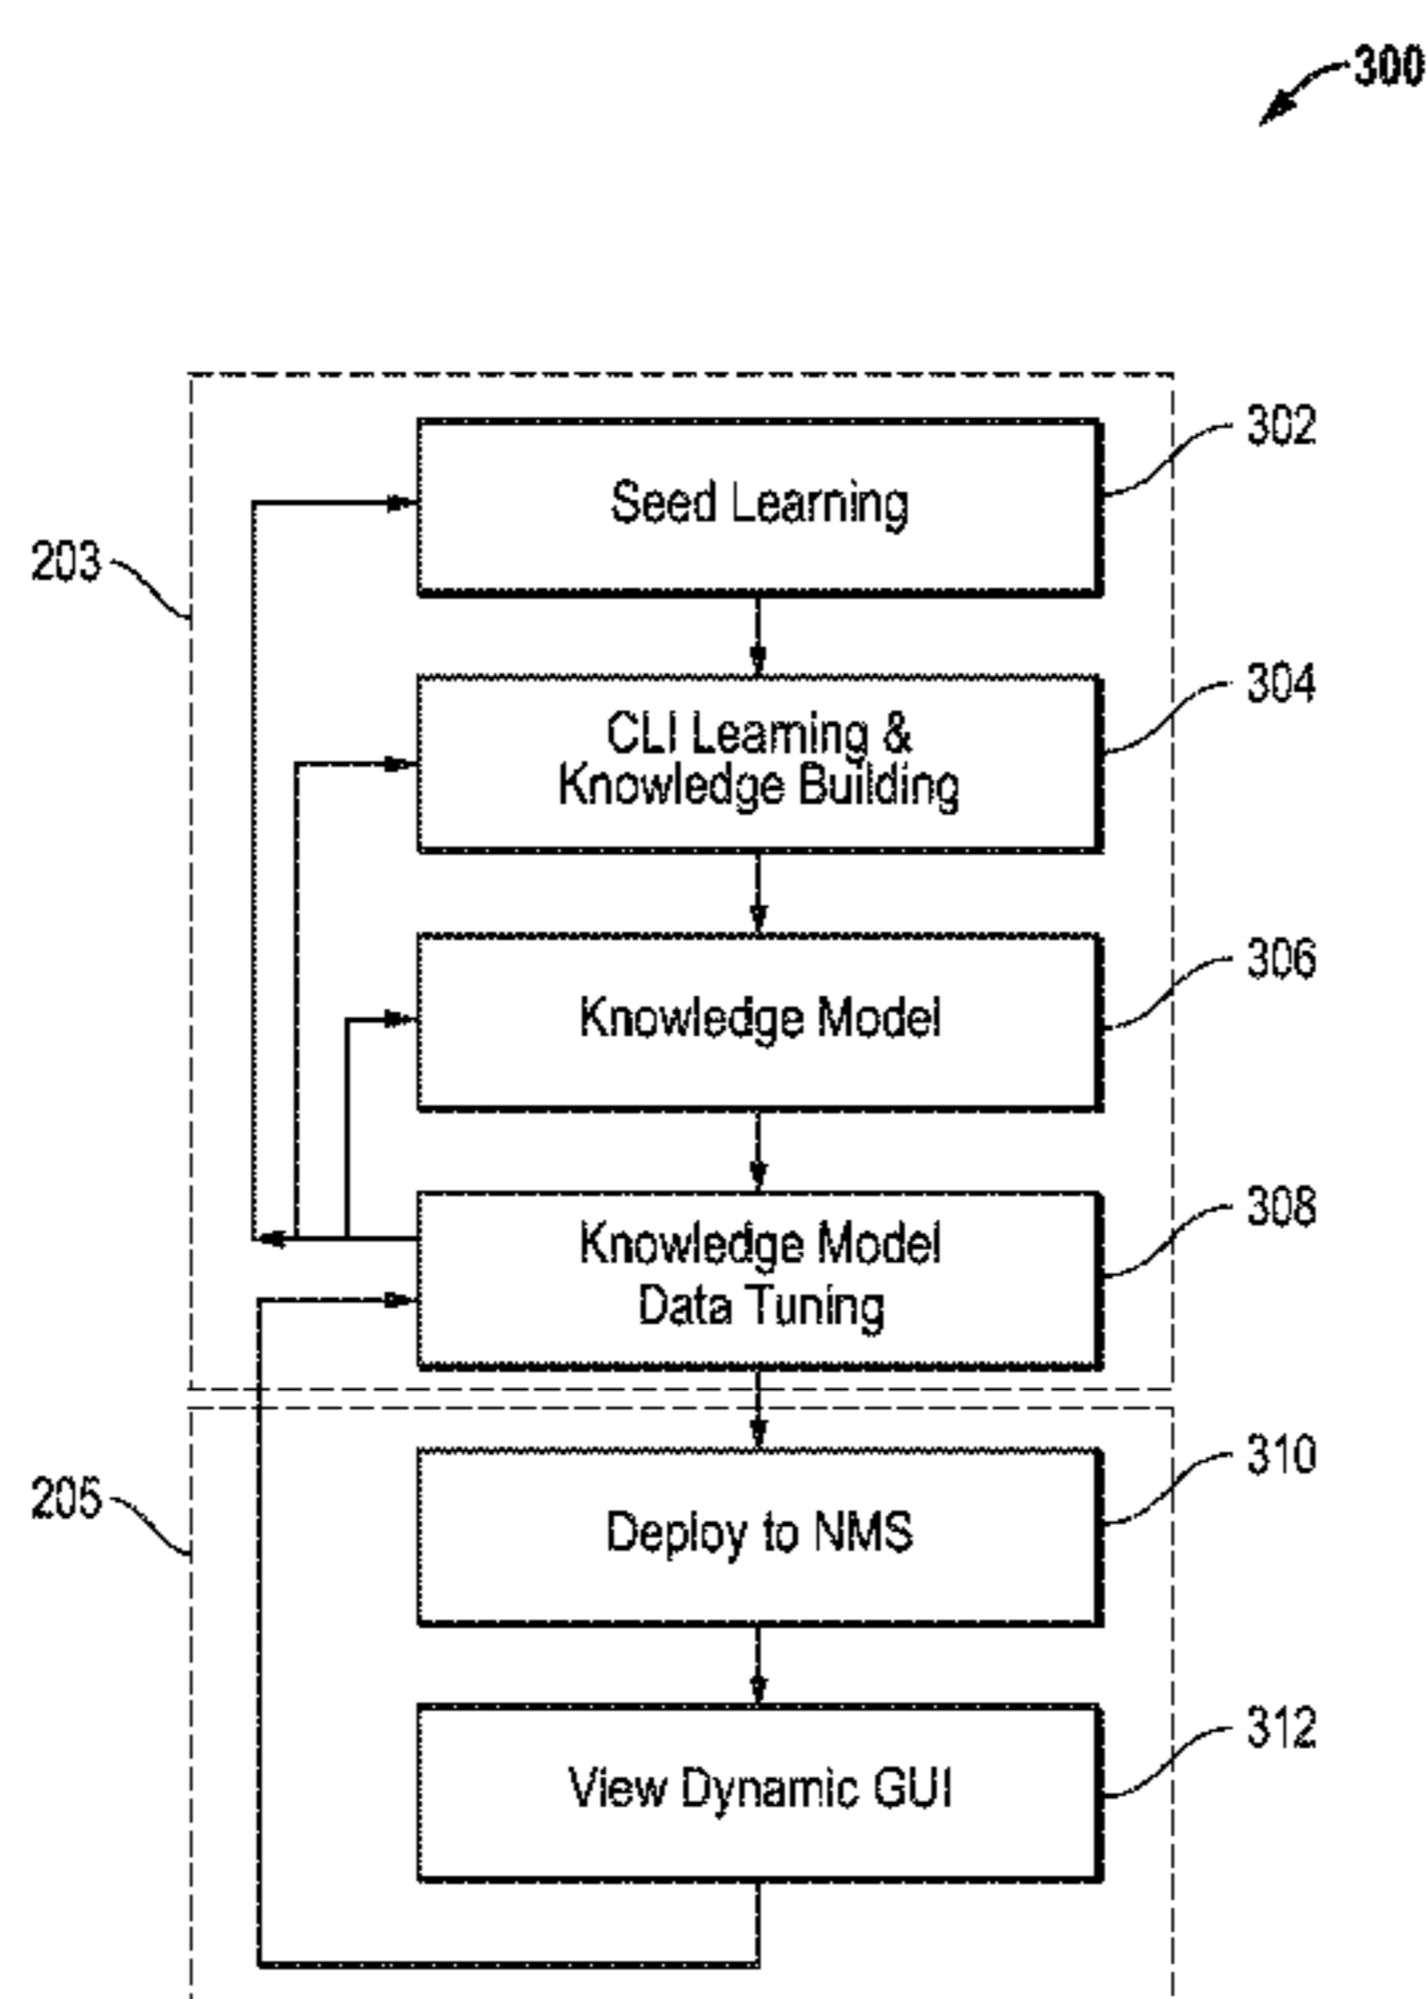 300
302
Seed Learning
203
304
CLI Learning &
Knowledge Building
306
Knowledge Model
308
Knowledge Model
Data Tuning
310
205
Deploy to NMS
312
View Dynamic GUI